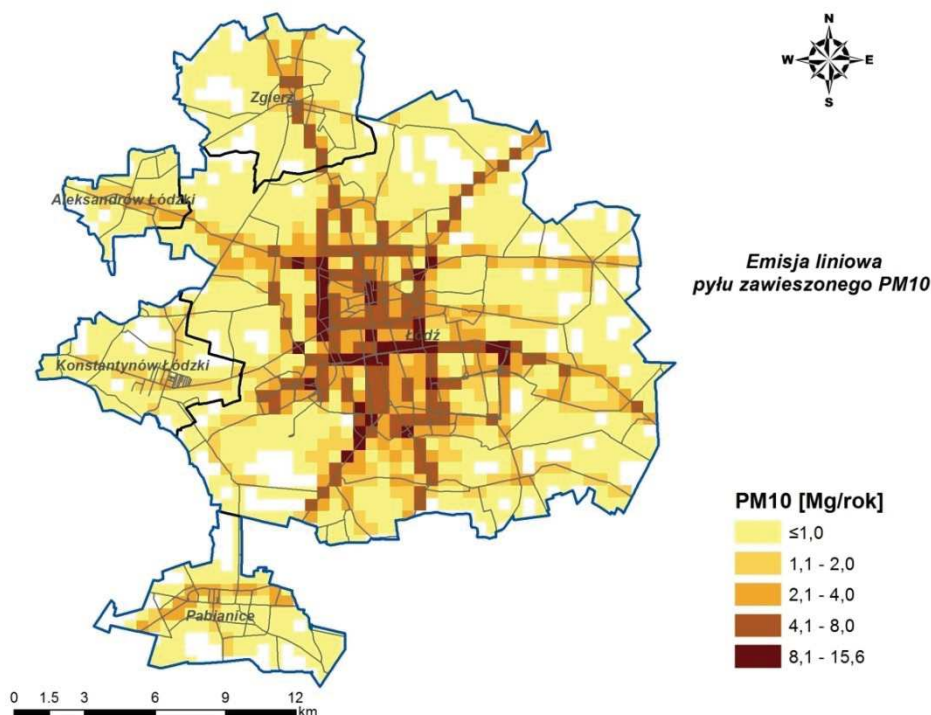 N
W E
S
Zgierz
Aleksandrów Łódzki
Emisja liniowa
pyłu zawieszonego PM10
Łódź
Konstantynów Łódzki
PM10 [Mg/rok]
≤1,0
1,1 - 2,0
2,1 - 4,0
4,1 - 8,0
8,1 - 15,6
Pabianice
0 1.5 3 6 9 12
km